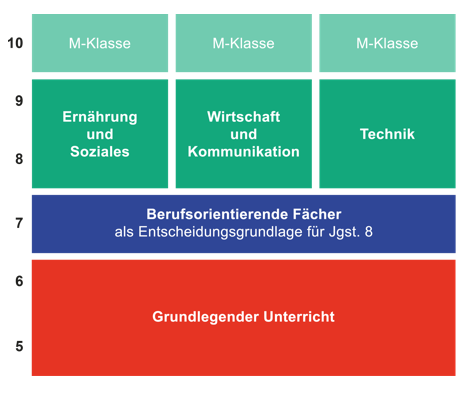 10 M-Klasse M-Klasse M-Klasse
9
Ernährung
und
Soziales
Wirtschaft
und
Kommunikation
Technik
8
7
Berufsorientierende Fächer
als Entscheidungsgrundlage für Jgst. 8
6
Grundlegender Unterricht
5